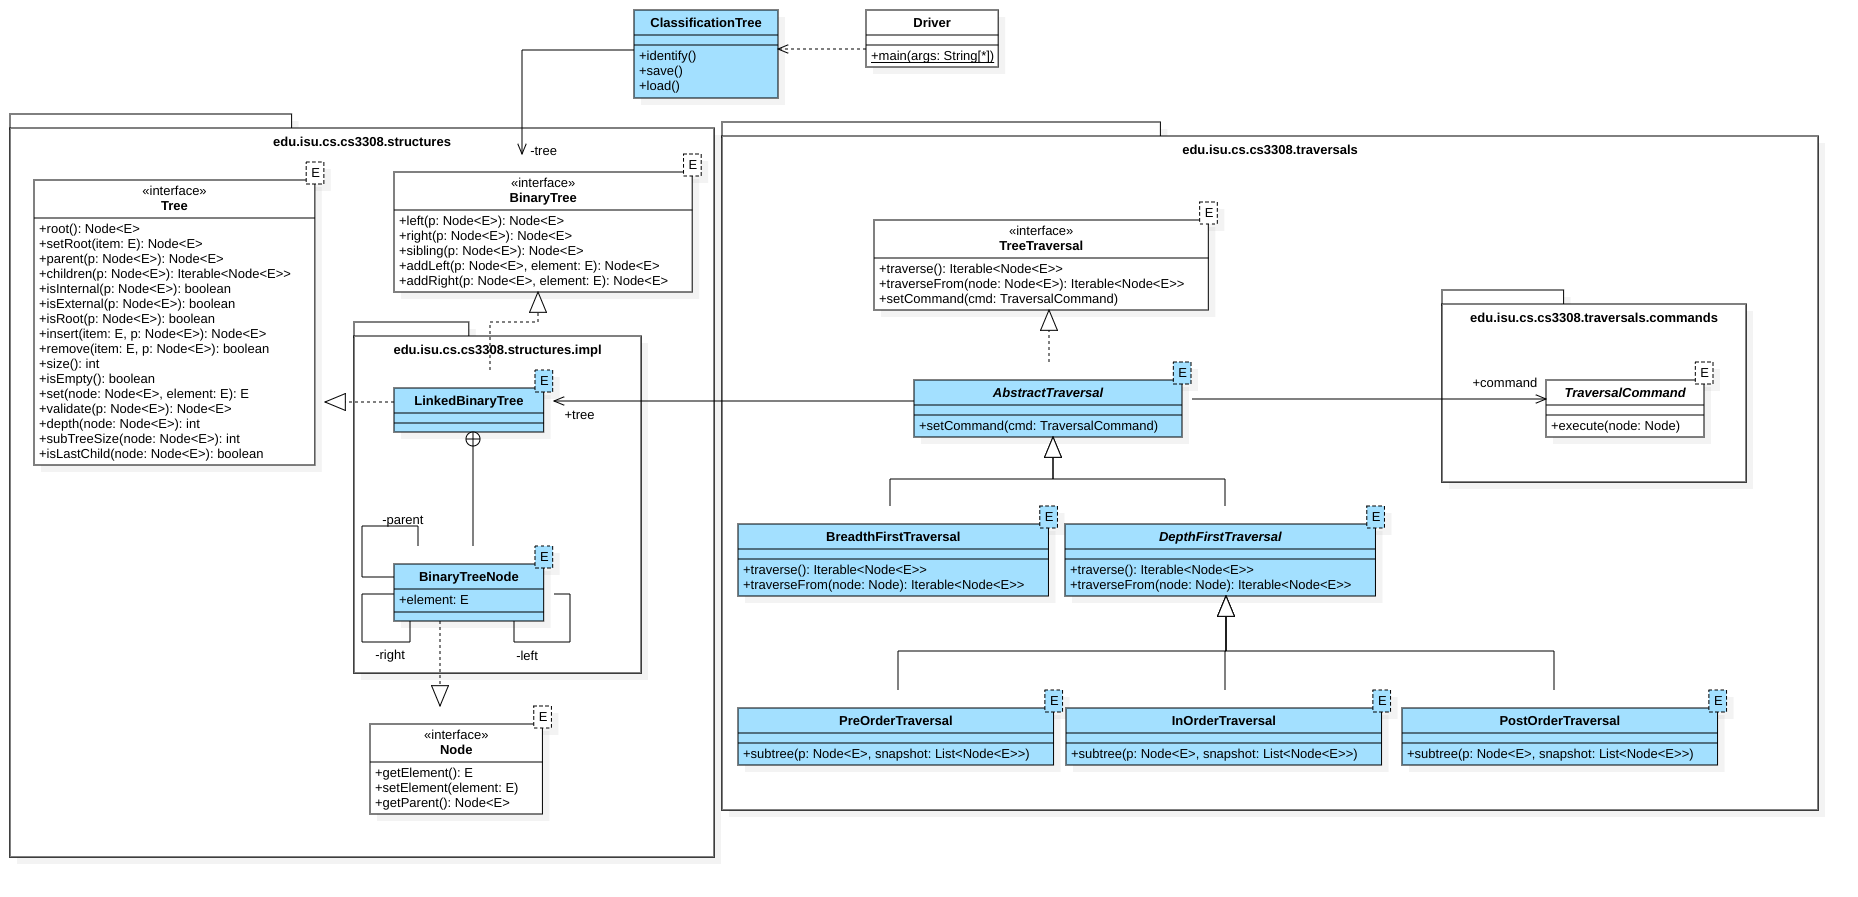 ClassificationTree
+identify()
+save()
+load()
Driver
+main(args: String[*])
edu.isu.cs.cs3308.structures
-tree
E
«interface»
Tree
+root(): Node<E>
+setRoot(item: E): Node<E>
+parent(p: Node<E>): Node<E>
+children(p: Node<E>): Iterable<Node<E>>
+isInternal(p: Node<E>): boolean
+isExternal(p: Node<E>): boolean
+isRoot(p: Node<E>): boolean
+insert(item: E, p: Node<E>): Node<E>
+remove(item: E, p: Node<E>): boolean
+size(): int
+isEmpty(): boolean
+set(node: Node<E>, element: E): E
+validate(p: Node<E>): Node<E>
+depth(node: Node<E>): int
+subTreeSize(node: Node<E>): int
+isLastChild(node: Node<E>): boolean
E
«interface»
BinaryTree
+left(p: Node<E>): Node<E>
+right(p: Node<E>): Node<E>
+sibling(p: Node<E>): Node<E>
+addLeft(p: Node<E>, element: E): Node<E>
+addRight(p: Node<E>, element: E): Node<E>
edu.isu.cs.cs3308.structures.impl
E
LinkedBinaryTree
+tree
-parent
E
BinaryTreeNode
+element: E
-right
-left
E
«interface»
Node
+getElement(): E
+setElement(element: E)
+getParent(): Node<E>
edu.isu.cs.cs3308.traversals
E
«interface»
TreeTraversal
+traverse(): Iterable<Node<E>>
+traverseFrom(node: Node<E>): Iterable<Node<E>>
+setCommand(cmd: TraversalCommand)
edu.isu.cs.cs3308.traversals.commands
+command
E
TraversalCommand
+execute(node: Node)
E
AbstractTraversal
+setCommand(cmd: TraversalCommand)
E
BreadthFirstTraversal
+traverse(): Iterable<Node<E>>
+traverseFrom(node: Node): Iterable<Node<E>>
E
DepthFirstTraversal
+traverse(): Iterable<Node<E>>
+traverseFrom(node: Node): Iterable<Node<E>>
E
PreOrderTraversal
+subtree(p: Node<E>, snapshot: List<Node<E>>)
E
InOrderTraversal
+subtree(p: Node<E>, snapshot: List<Node<E>>)
E
PostOrderTraversal
+subtree(p: Node<E>, snapshot: List<Node<E>>)